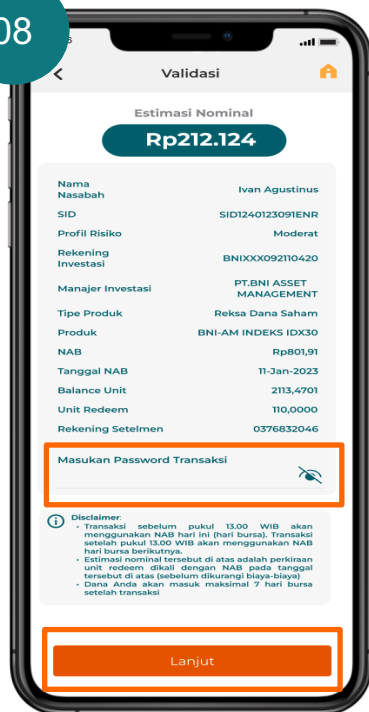 08
Validasi
Estimasi Nominal
Rp212.124
Nama
Nasabah
Ivan Agustinus
SID
SID1240123091ENR
Profil Risiko
Moderat
Rekening
Investasi
BNIXXX092110420
Manajer Investasi
PT.BNI ASSET
MANAGEMENT
Tipe Produk
Reksa Dana Saham
Produk
BNI-AM INDEKS IDX30
NAB
Rp801,91
Tanggal NAB
11-Jan-2023
Balance Unit
2113,4701
Unit Redeem
110,0000
Rekening Setelmen
0376832046
Masukan Password Transaksi
Disclaimer:
• Transaksi sebelum pukul 13.00 WIB akan
menggunakan NAB hari ini (hari bursa). Transaksi
setelah pukul 13.00 WIB akan menggunakan NAB
hari bursa berikutnya.
• Estimasi nominal tersebut di atas adalah perkiraan
unit redeem dikali dengan NAB pada tanggal
tersebut di atas (sebelum dikurangi biaya-biaya)
• Dana Anda akan masuk maksimal 7 hari bursa
setelah transaksi
Lanjut